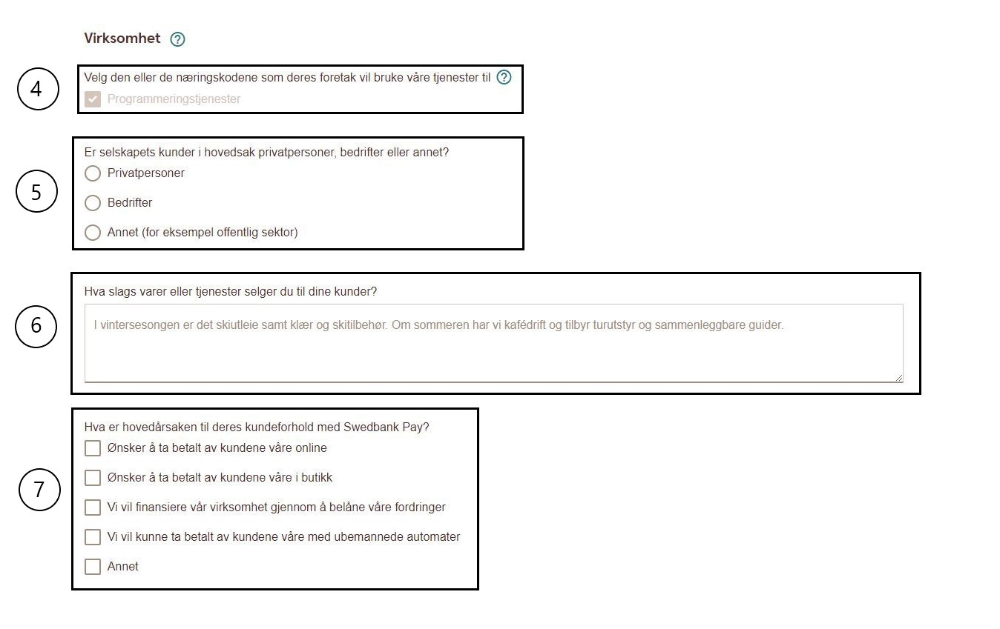 Virksomhet ?
4
Velg den eller de næringskodene som deres foretak vil bruke våre tjenester til ?
Programmeringstjenester
5
Er selskapets kunder i hovedsak privatpersoner, bedrifter eller annet?
Privatpersoner
Bedrifter
Annet (for eksempel offentlig sektor)
6
Hva slags varer eller tjenester selger du til dine kunder?
I vintersesongen er det skiutleie samt klær og skitilbehør. Om sommeren har vi kafédrift og tilbyr turutstyr og sammenleggbare guider.
7
Hva er hovedårsaken til deres kundeforhold med Swedbank Pay?
Ønsker å ta betalt av kundene våre online
Ønsker å ta betalt av kundene våre i butikk
Vi vil finansiere vår virksomhet gjennom å belåne våre fordringer
Vi vil kunne ta betalt av kundene våre med ubemannede automater
Annet